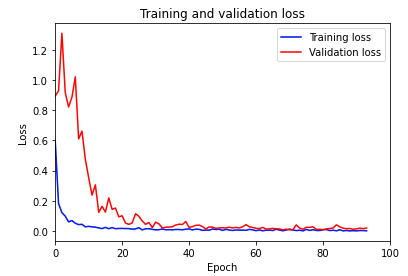 Training and validation loss
Training loss
Validation loss
1.2
1.0
0.8
0.6
0.4
0.2
0.0
Loss
0 20 40 60 80 100
Epoch